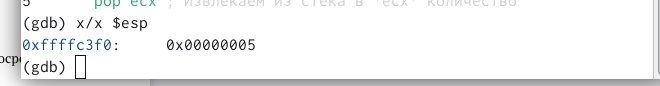 5 pop ecx ; Извлекаем из стека в `ecx` количество
(gdb) x/x $esp
0xffffc3f0: 0x00000005
(gdb)